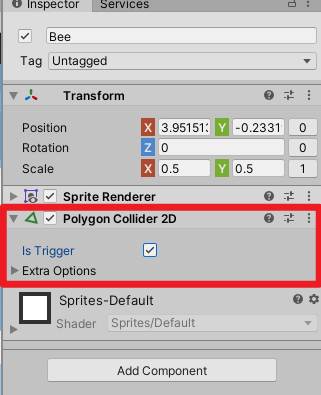 Inspector Services
Bee
Tag Untagged
Transform
Position X 3.951513 Y -0.2331 0
Rotation Z 0 0
Scale X 0.5 Y 0.5 1
Sprite Renderer
Polygon Collider 2D
Is Trigger
Extra Options
Sprites-Default
Shader Sprites/Default
Add Component